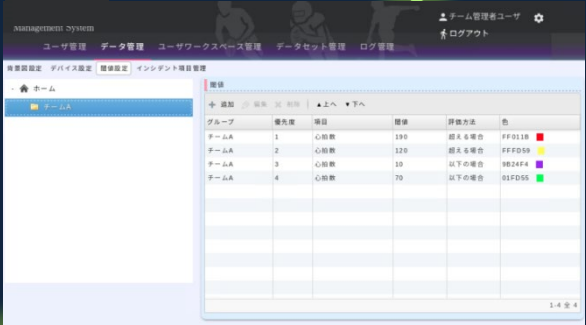 Management System
チーム管理者ユーザ
ログアウト
ユーザ管理 データ管理 ユーザワークスペース管理 データセット管理 ログ管理
背景図設定 デバイス設定 閾値設定 インシデント項目管理
ホーム
チームA
閾値
追加 編集 削除 ▲上へ ▼下へ
グループ 優先度 項目 閾値 評価方法 色
チームA 1 心拍数 190 超える場合 FF011B
チームA 2 心拍数 120 超える場合 FFFD59
チームA 3 心拍数 10 以下の場合 9B24F4
チームA 4 心拍数 70 以下の場合 01FD55
1-4 全 4